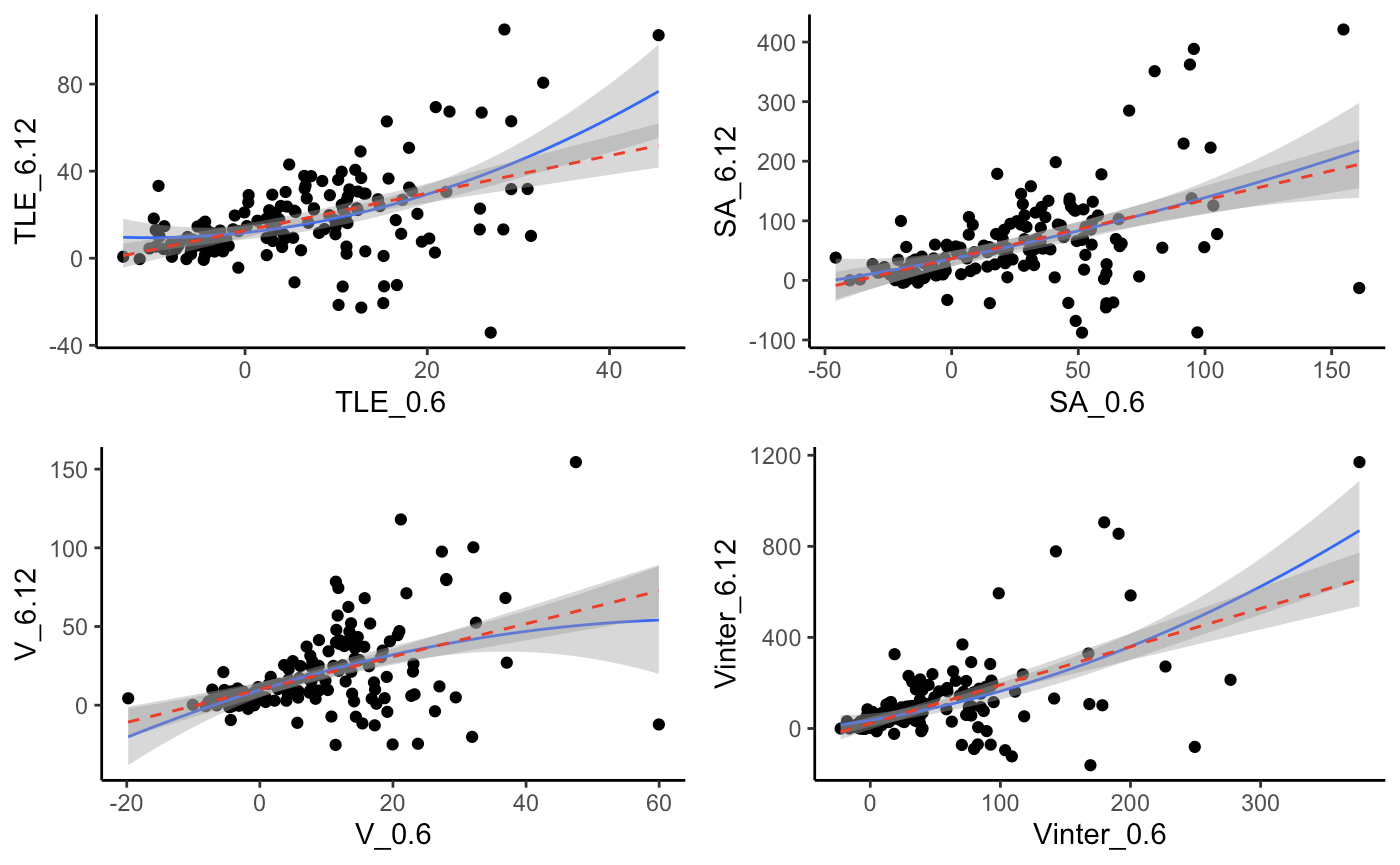 TLE_6.12
80
40
0
-40
0 20 40
TLE_0.6
SA_6.12
400
300
200
100
0
-100
-50 0 50 100 150
SA_0.6
V_6.12
150
100
50
0
-20 0 20 40 60
V_0.6
Vinter_6.12
1200
800
400
0
0 100 200 300
Vinter_0.6